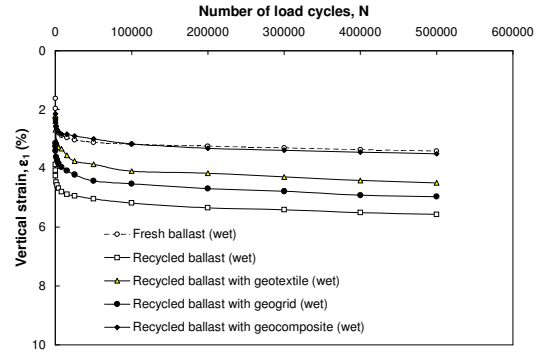 Number of load cycles, N
0 100000 200000 300000 400000 500000 600000
0
2
4
6
8
10
Vertical strain, ε1 (%)
Fresh ballast (wet)
Recycled ballast (wet)
Recycled ballast with geotextile (wet)
Recycled ballast with geogrid (wet)
Recycled ballast with geocomposite (wet)